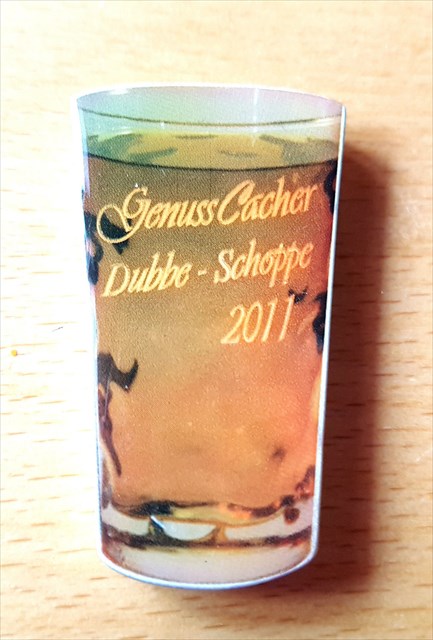 GenussCacher
Dubbe - Schoppe
2011